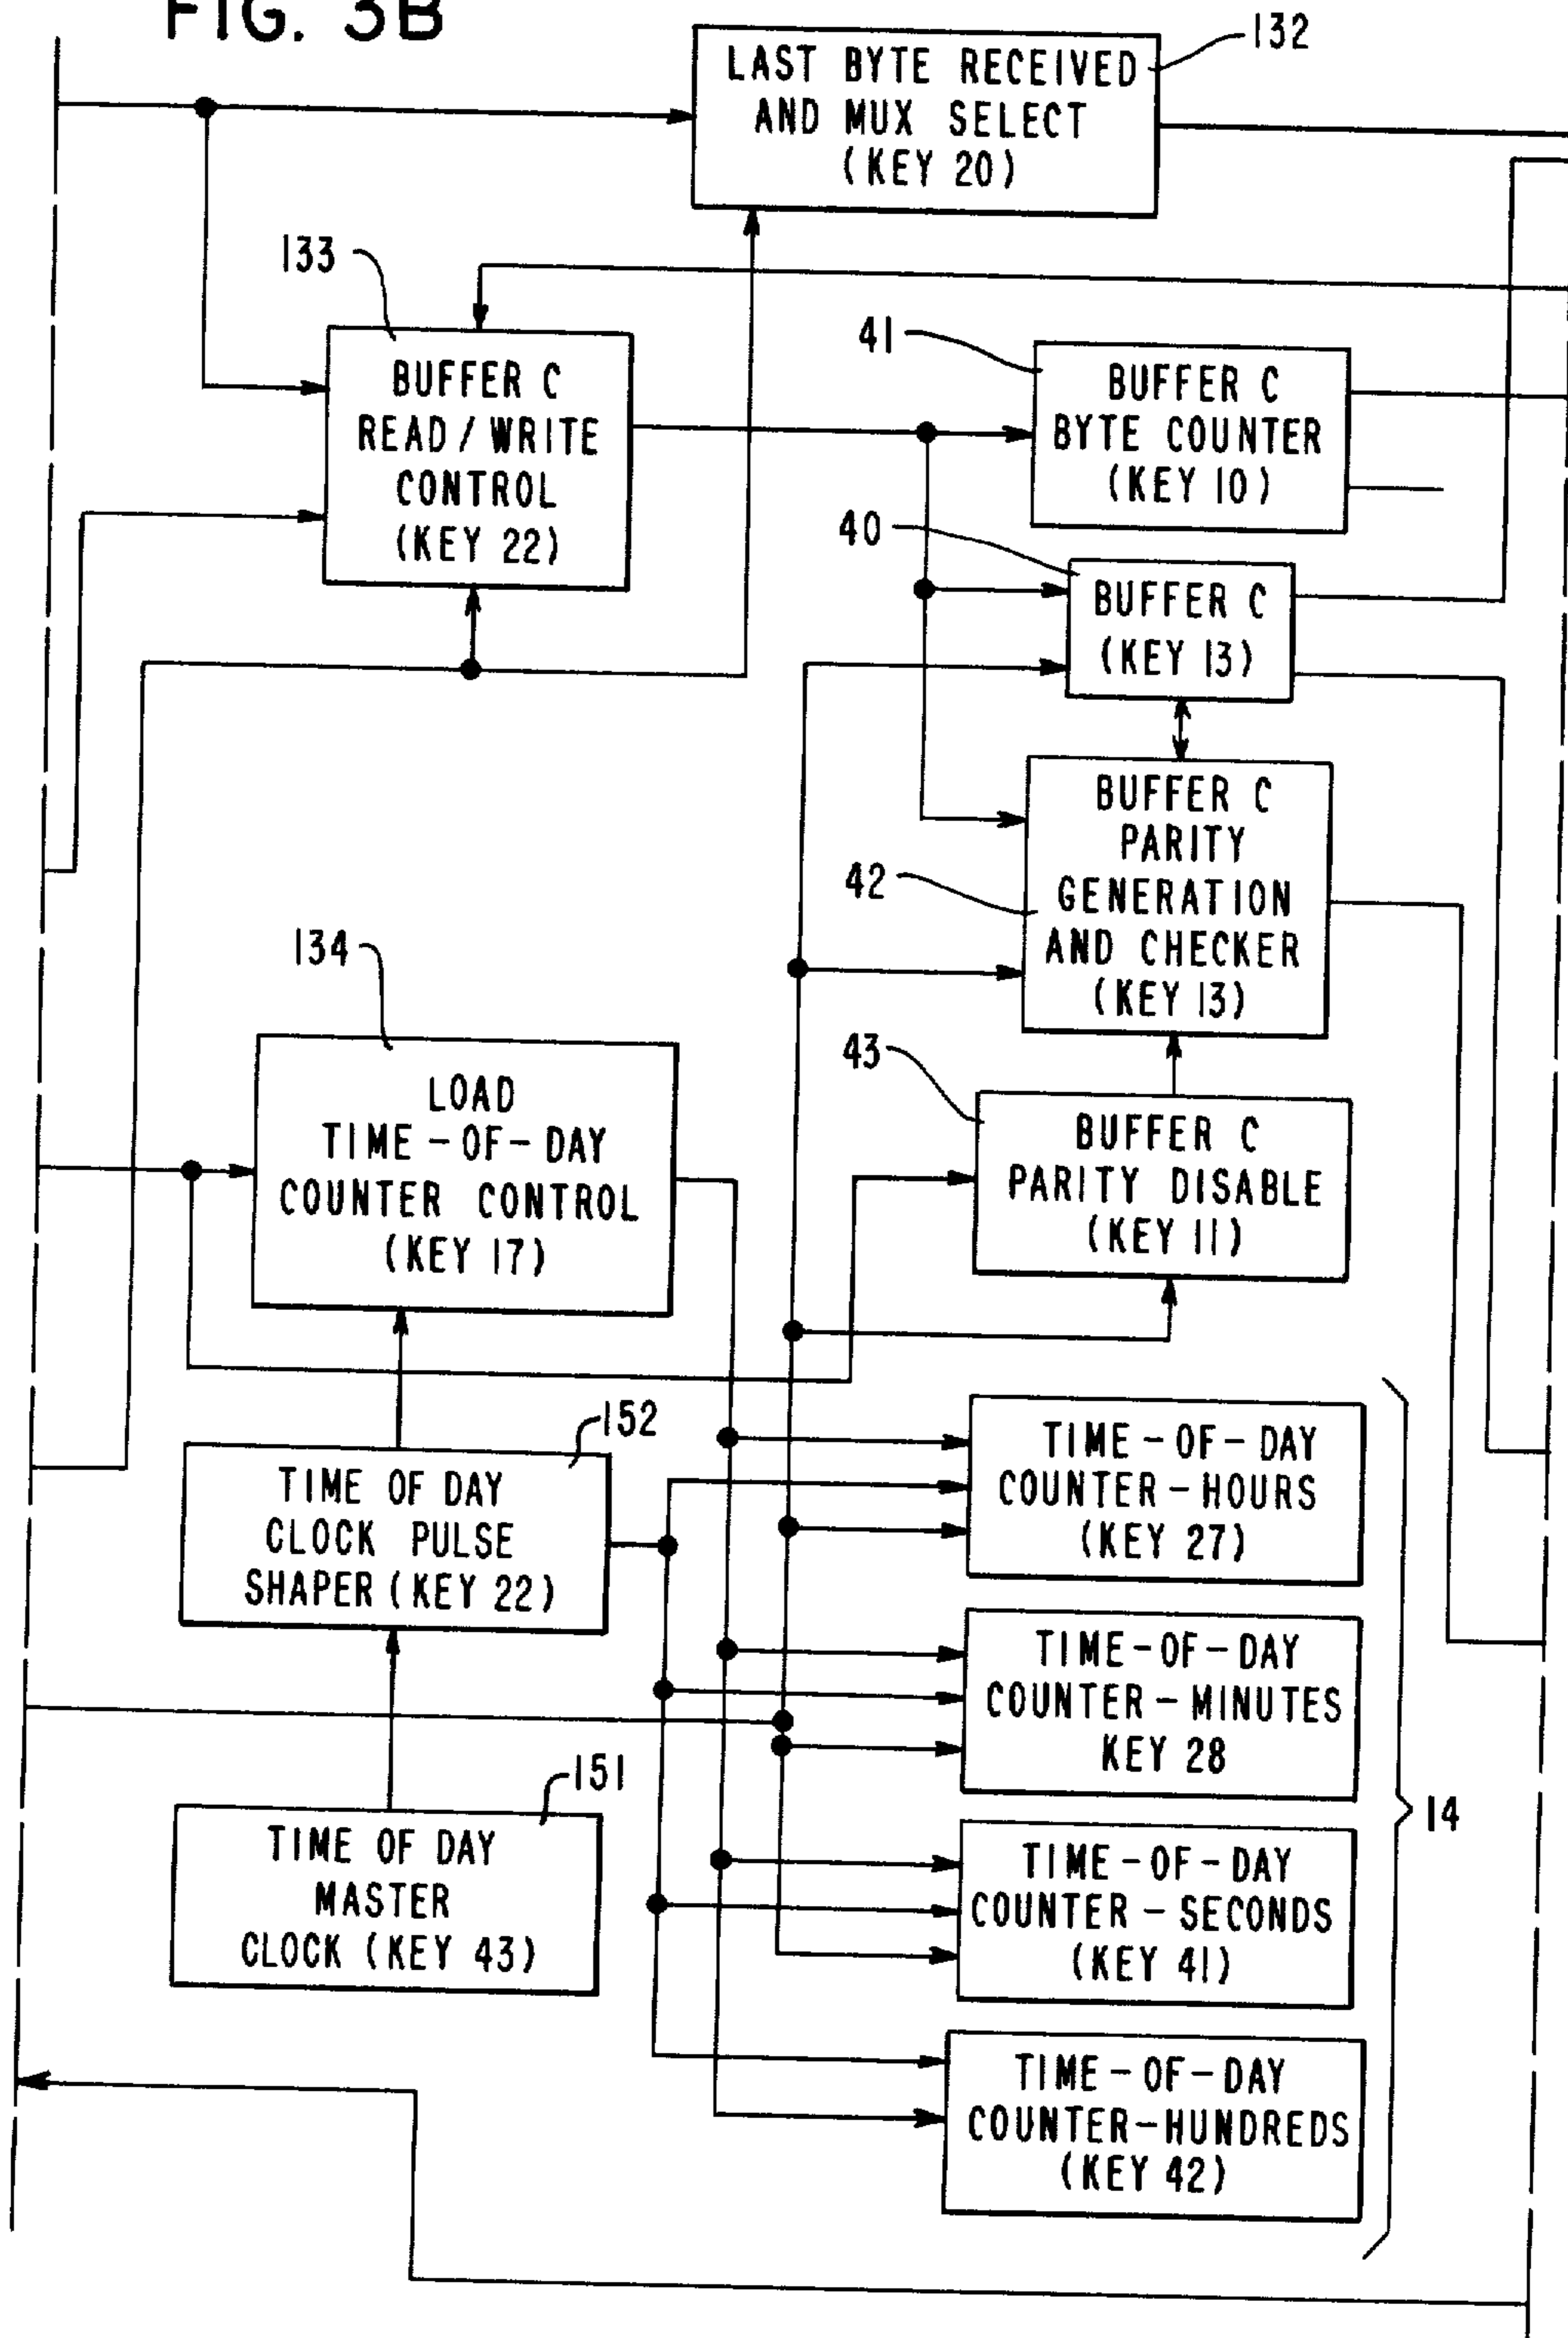 FIG. 3B
LAST BYTE RECEIVED
AND MUX SELECT
(KEY 20)
132
133
BUFFER C
READ/WRITE
CONTROL
(KEY 22)
41
BUFFER C
BYTE COUNTER
(KEY 10)
40
BUFFER C
(KEY 13)
42
BUFFER C
PARITY
GENERATION
AND CHECKER
(KEY 13)
134
LOAD
TIME-OF-DAY
COUNTER CONTROL
(KEY 17)
43
BUFFER C
PARITY DISABLE
(KEY 11)
152
TIME OF DAY
CLOCK PULSE
SHAPER (KEY 22)
TIME-OF-DAY
COUNTER-HOURS
(KEY 27)
TIME-OF-DAY
COUNTER-MINUTES
KEY 28
151
TIME OF DAY
MASTER
CLOCK (KEY 43)
14
TIME-OF-DAY
COUNTER-SECONDS
(KEY 41)
TIME-OF-DAY
COUNTER-HUNDREDS
(KEY 42)